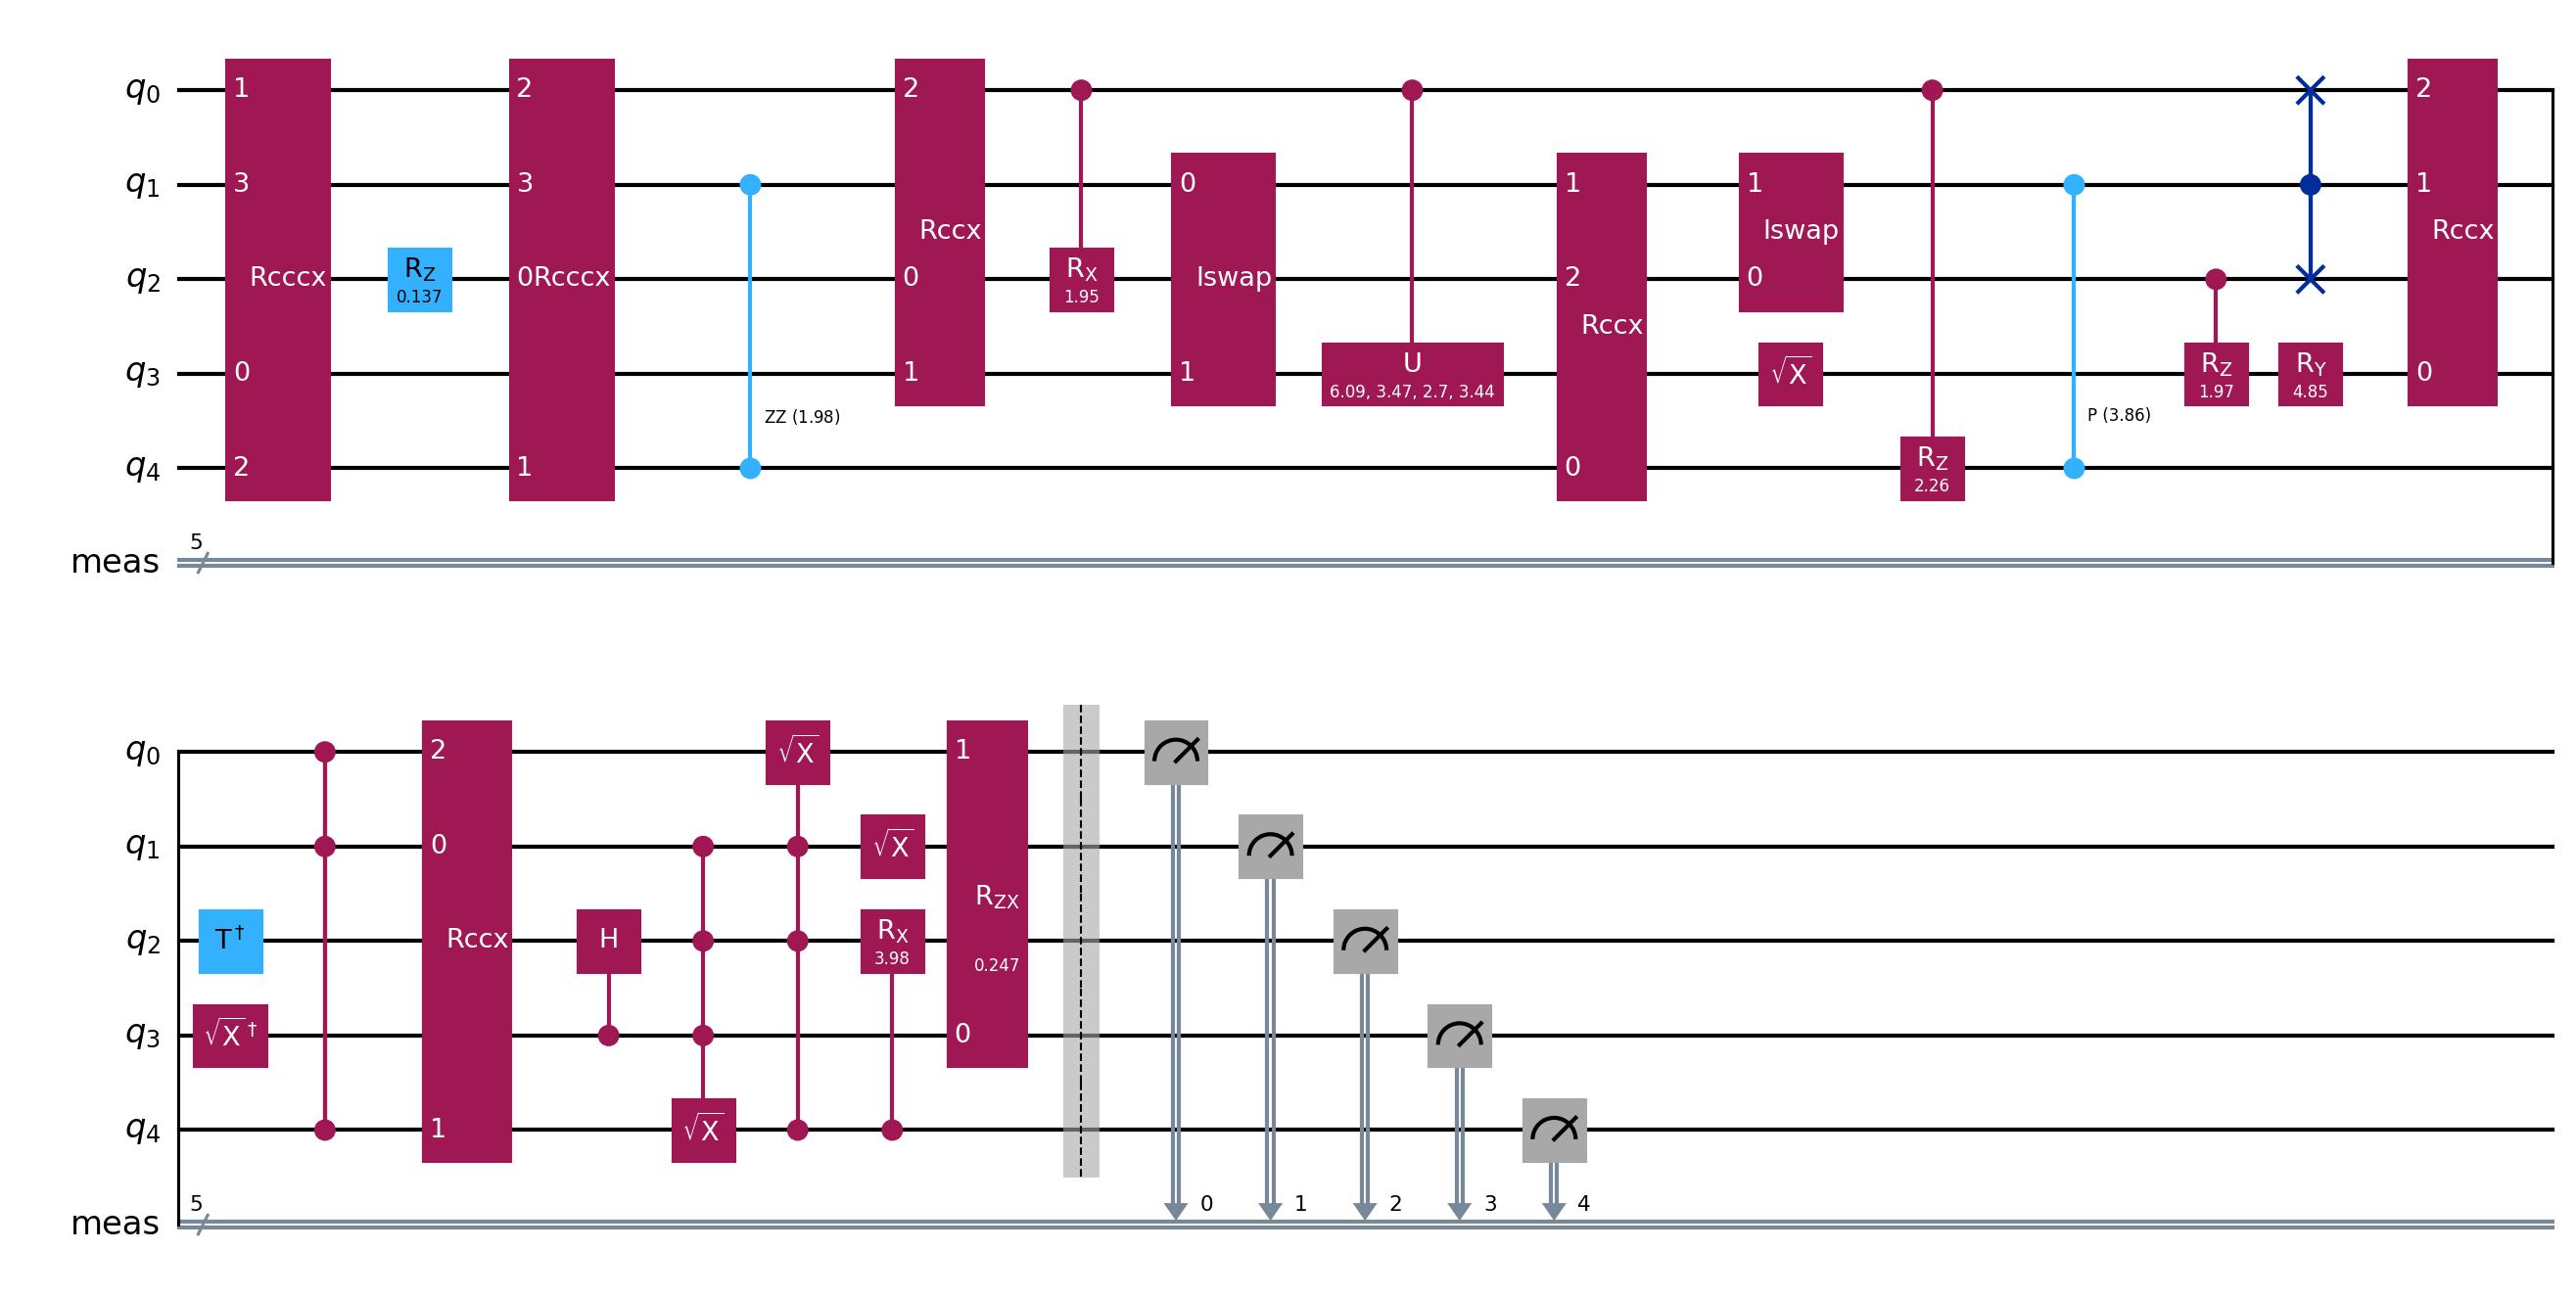 q0 1 2 2 2
q1 3 3 0 1 1 1
Rccx Iswap Rccx
q2 Rcccx RZ 0Rcccx 0 RX Iswap 2 0
0.137 1.95
Rccx
q3 0 1 1 U √X RZ RY 0
6.09, 3.47, 2.7, 3.44 1.97 4.85
ZZ (1.98) P (3.86)
q4 2 1 0 RZ
2.26
5
meas
q0 2 √X 1
q1 0 √X
RZX
q2 T† Rccx H RX
3.98 0.247
q3 √X† 0
q4 1 √X
5 0 1 2 3 4
meas